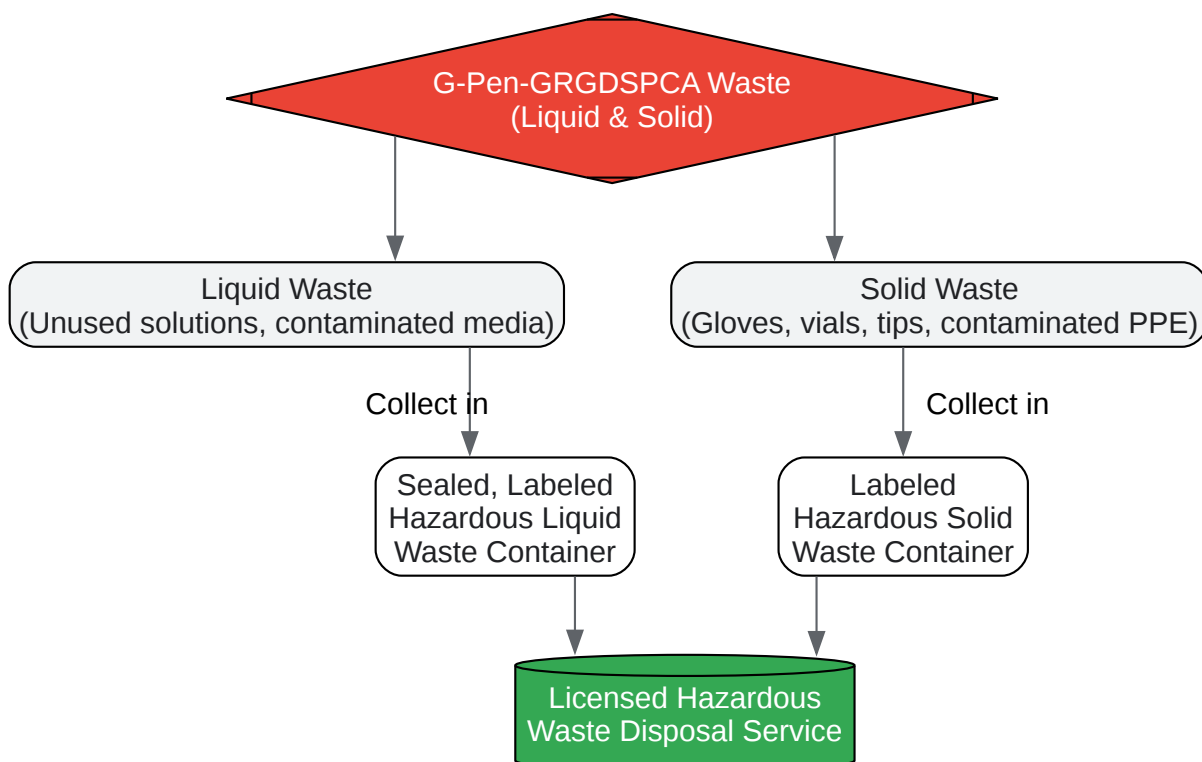 G-Pen-GRGDSPCA Waste
(Liquid & Solid)
Liquid Waste
(Unused solutions, contaminated media)
Solid Waste
(Gloves, vials, tips, contaminated PPE)
Collect in
Collect in
Sealed, Labeled
Hazardous Liquid
Waste Container
Labeled
Hazardous Solid
Waste Container
Licensed Hazardous
Waste Disposal Service